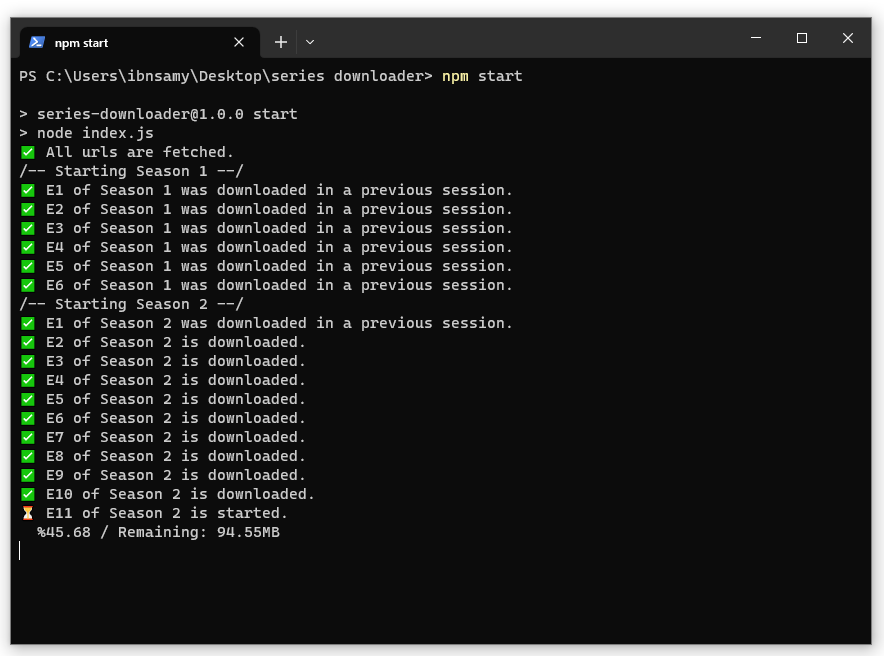 npm start
PS C:\Users\ibnsamy\Desktop\series downloader> npm start
> series-downloader@1.0.0 start
> node index.js
✅ All urls are fetched.
/-- Starting Season 1 --/
✅ E1 of Season 1 was downloaded in a previous session.
✅ E2 of Season 1 was downloaded in a previous session.
✅ E3 of Season 1 was downloaded in a previous session.
✅ E4 of Season 1 was downloaded in a previous session.
✅ E5 of Season 1 was downloaded in a previous session.
✅ E6 of Season 1 was downloaded in a previous session.
/-- Starting Season 2 --/
✅ E1 of Season 2 was downloaded in a previous session.
✅ E2 of Season 2 is downloaded.
✅ E3 of Season 2 is downloaded.
✅ E4 of Season 2 is downloaded.
✅ E5 of Season 2 is downloaded.
✅ E6 of Season 2 is downloaded.
✅ E7 of Season 2 is downloaded.
✅ E8 of Season 2 is downloaded.
✅ E9 of Season 2 is downloaded.
✅ E10 of Season 2 is downloaded.
⌛ E11 of Season 2 is started.
%45.68 / Remaining: 94.55MB